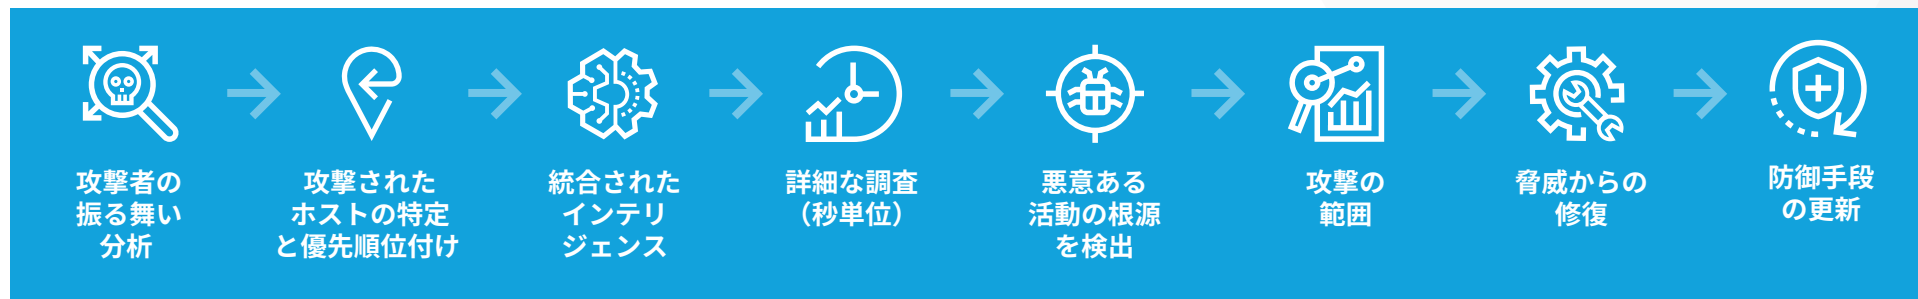 攻撃者の
振る舞い
分析
攻撃された
ホストの特定
と優先順位付け
統合された
インテリ
ジェンス
詳細な調査
（秒単位）
悪意ある
活動の根源
を検出
攻撃の
範囲
脅威からの
修復
防御手段
の更新